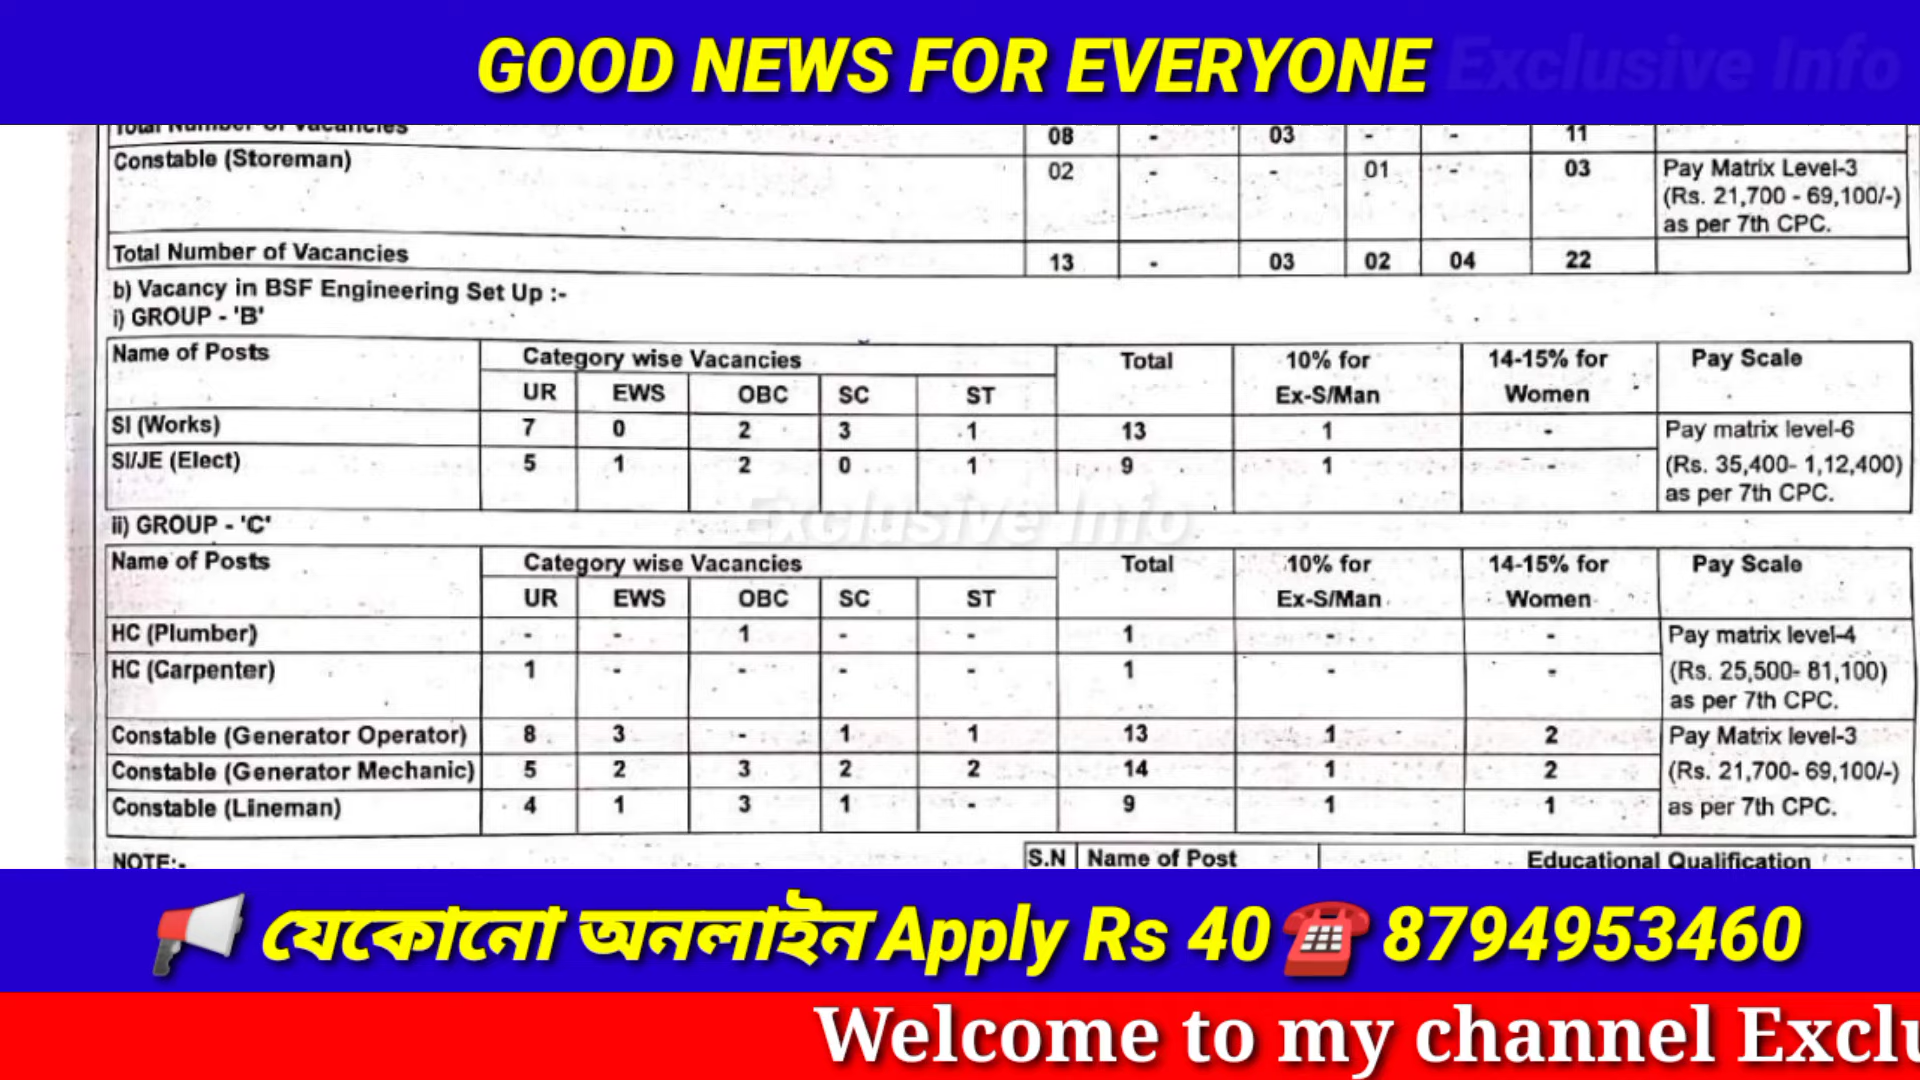 GOOD NEWS FOR EVERYONE Exclusive Info
Total Number of Vacancies 08 - 03 - - 11
Constable (Storeman) 02 - - 01 - 03 Pay Matrix Level-3
(Rs. 21,700 - 69,100/-)
as per 7th CPC.
Total Number of Vacancies 13 - 03 02 04 22
b) Vacancy in BSF Engineering Set Up :-
i) GROUP - 'B'
Name of Posts Category wise Vacancies Total 10% for 14-15% for Pay Scale
UR EWS OBC SC ST Ex-S/Man Women
SI (Works) 7 0 2 3 1 13 1 - Pay matrix level-6
SI/JE (Elect) 5 1 2 0 1 9 1 - (Rs. 35,400- 1,12,400)
as per 7th CPC.
Exclusive Info
ii) GROUP - 'C'
Name of Posts Category wise Vacancies Total 10% for 14-15% for Pay Scale
UR EWS OBC SC ST Ex-S/Man Women
HC (Plumber) - - 1 - - 1 - - Pay matrix level-4
HC (Carpenter) 1 - - - - 1 - - (Rs. 25,500- 81,100)
as per 7th CPC.
Constable (Generator Operator) 8 3 - 1 1 13 1 2 Pay Matrix level-3
Constable (Generator Mechanic) 5 2 3 2 2 14 1 2 (Rs. 21,700- 69,100/-)
Constable (Lineman) 4 1 3 1 - 9 1 1 as per 7th CPC.
NOTE:- S.N Name of Post Educational Qualification
যেকোনো অনলাইন Apply Rs 40 8794953460
Welcome to my channel Exclu